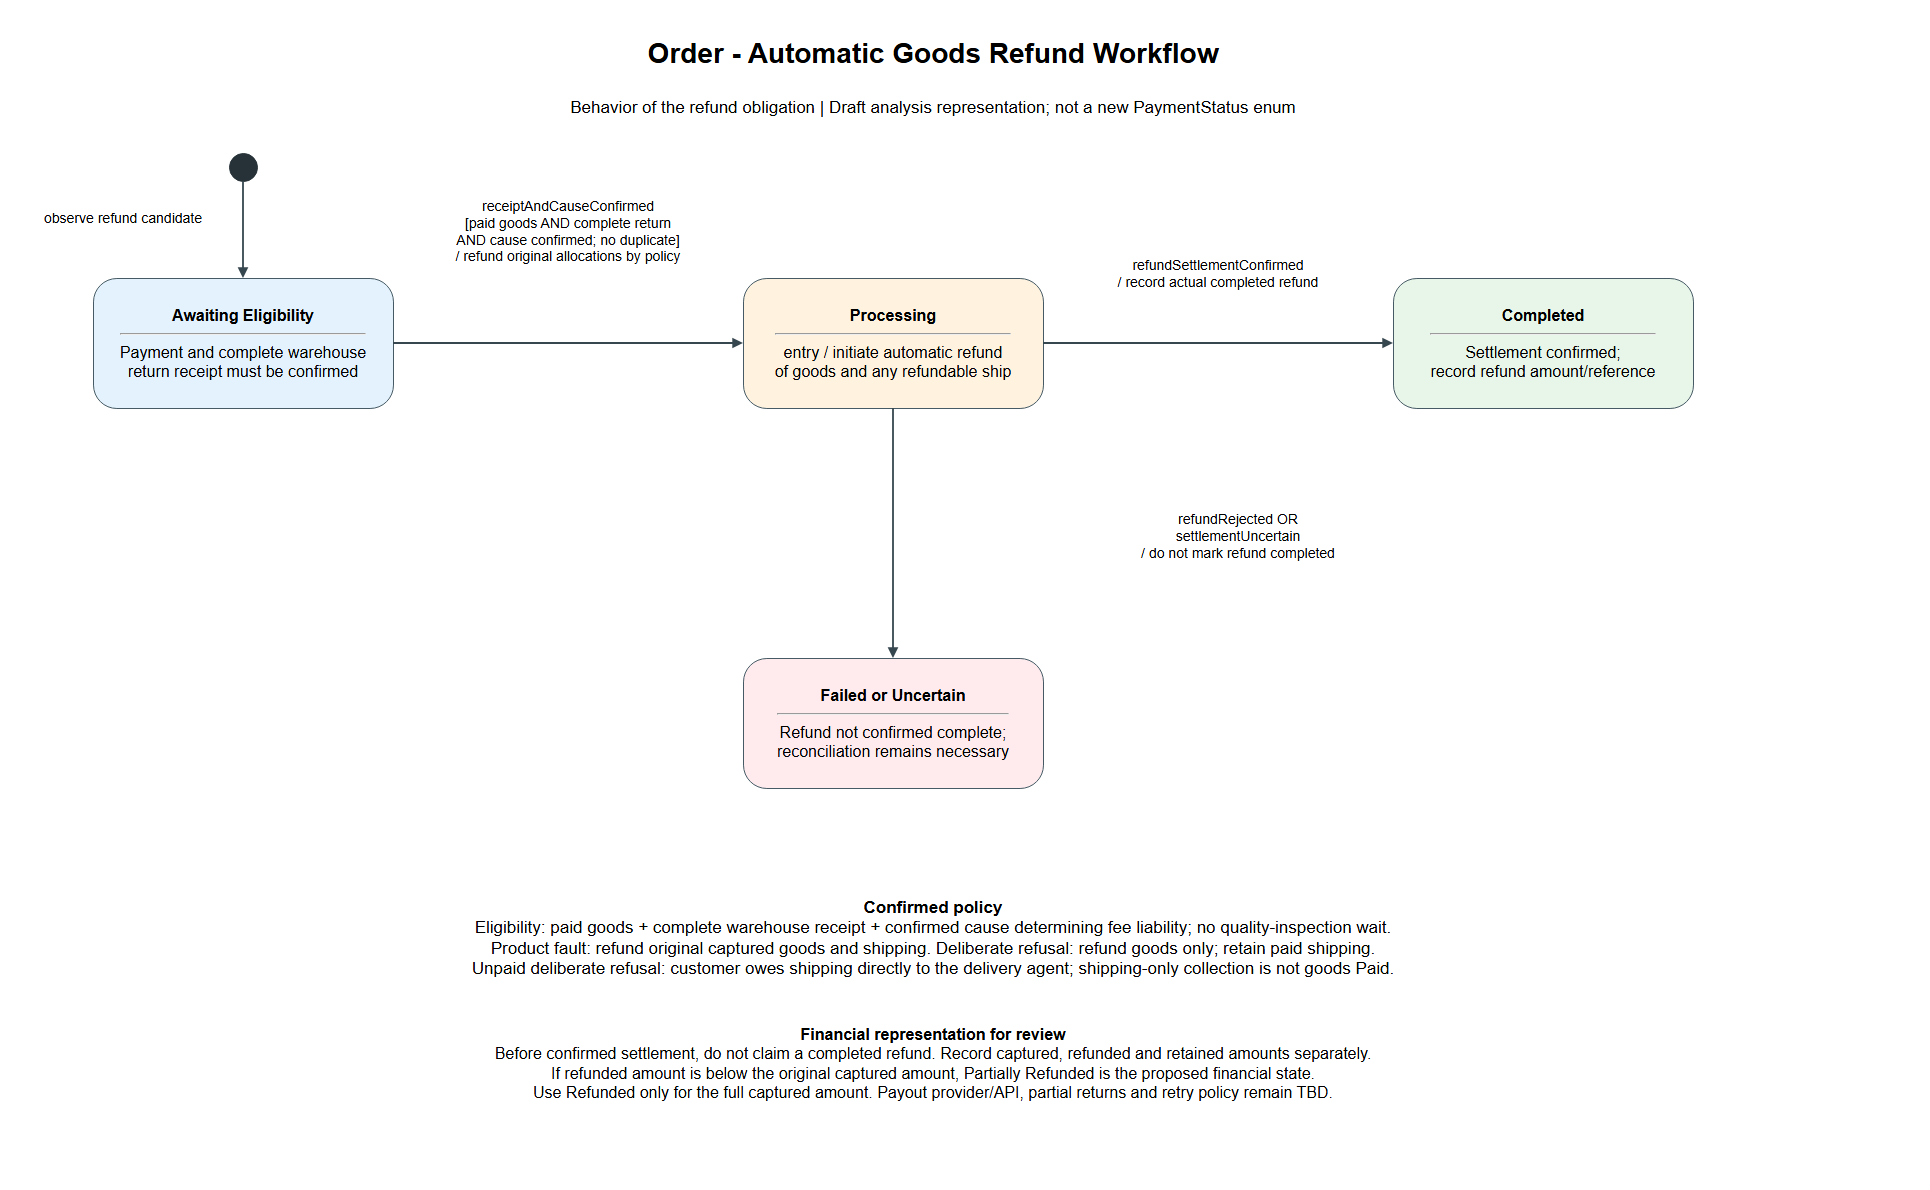 Order - Automatic Goods Refund Workflow
Behavior of the refund obligation | Draft analysis representation; not a new PaymentStatus enum
observe refund candidate
receiptAndCauseConfirmed
[paid goods AND complete return
AND cause confirmed; no duplicate]
/ refund original allocations by policy
refundSettlementConfirmed
/ record actual completed refund
Awaiting Eligibility
Payment and complete warehouse
return receipt must be confirmed
Processing
entry / initiate automatic refund
of goods and any refundable ship
Completed
Settlement confirmed;
record refund amount/reference
refundRejected OR
settlementUncertain
/ do not mark refund completed
Failed or Uncertain
Refund not confirmed complete;
reconciliation remains necessary
Confirmed policy
Eligibility: paid goods + complete warehouse receipt + confirmed cause determining fee liability; no quality-inspection wait.
Product fault: refund original captured goods and shipping. Deliberate refusal: refund goods only; retain paid shipping.
Unpaid deliberate refusal: customer owes shipping directly to the delivery agent; shipping-only collection is not goods Paid.
Financial representation for review
Before confirmed settlement, do not claim a completed refund. Record captured, refunded and retained amounts separately.
If refunded amount is below the original captured amount, Partially Refunded is the proposed financial state.
Use Refunded only for the full captured amount. Payout provider/API, partial returns and retry policy remain TBD.